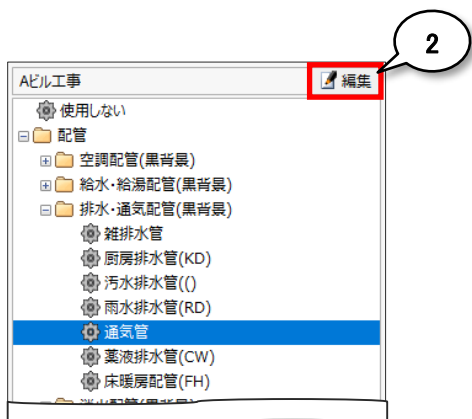 2
Aビル工事 編集
使用しない
配管
空調配管(黒背景)
給水・給湯配管(黒背景)
排水・通気配管(黒背景)
雑排水管
厨房排水管(KD)
汚水排水管(()
雨水排水管(RD)
通気管
薬液排水管(CW)
床暖房配管(FH)